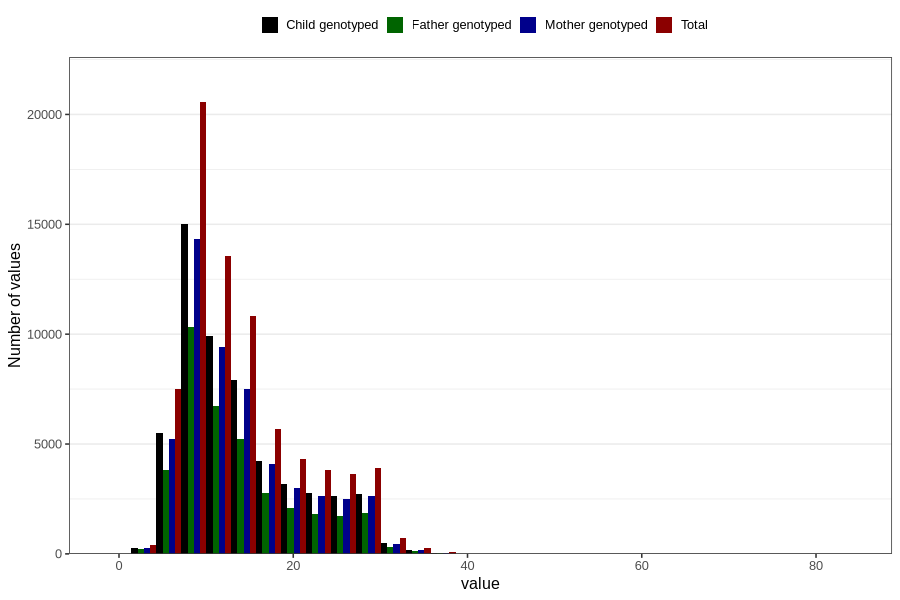 Child genotyped Father genotyped Mother genotyped Total
Number of values
20000
15000
10000
5000
0
0 20 40 60 80
value